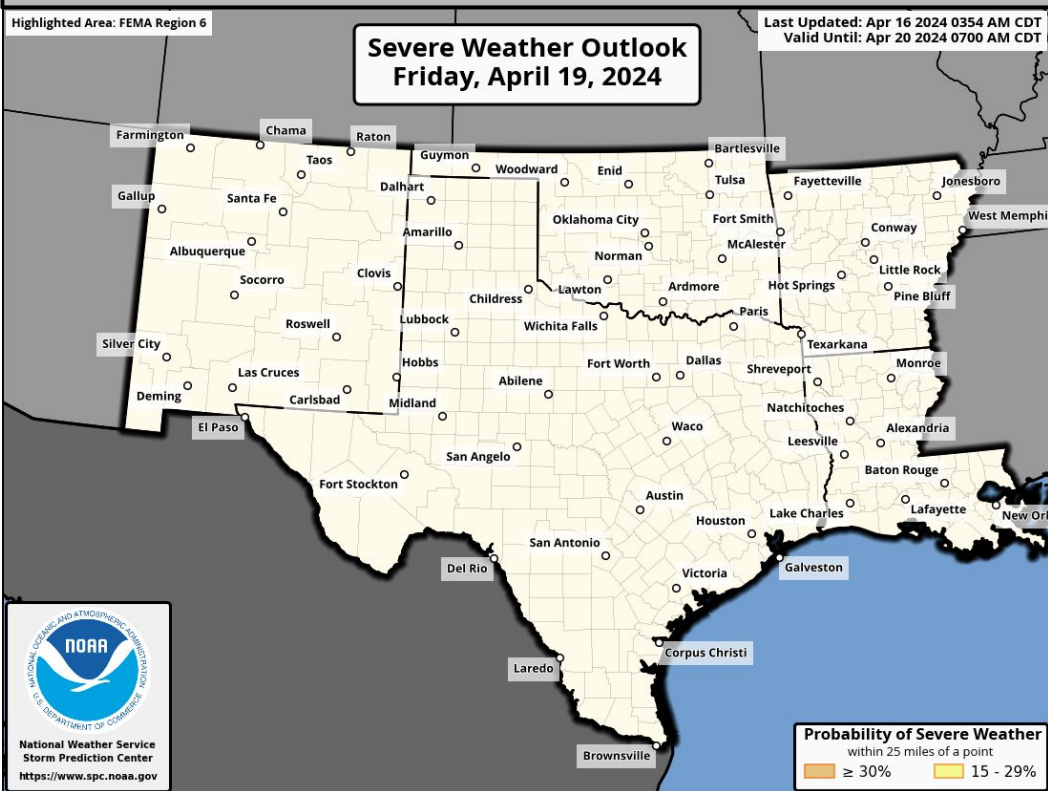 Highlighted Area: FEMA Region 6
Last Updated: Apr 16 2024 0354 AM CDT
Valid Until: Apr 20 2024 0700 AM CDT
Severe Weather Outlook
Friday, April 19, 2024
Farmington
Chama
Raton
Taos
Guymon
Woodward
Enid
Bartlesville
Tulsa
Fayetteville
Jonesboro
Gallup
Santa Fe
Dalhart
Oklahoma City
Fort Smith
West Memphi
Albuquerque
Amarillo
Norman
McAlester
Conway
Socorro
Clovis
Childress
Lawton
Ardmore
Hot Springs
Little Rock
Pine Bluff
Roswell
Lubbock
Wichita Falls
Paris
Texarkana
Silver City
Las Cruces
Hobbs
Abilene
Fort Worth
Dallas
Shreveport
Monroe
Deming
Carlsbad
Midland
Natchitoches
El Paso
San Angelo
Waco
Leesville
Alexandria
Fort Stockton
Austin
Baton Rouge
Houston
Lake Charles
Lafayette
New Orl
Del Rio
San Antonio
Victoria
Galveston
Laredo
Corpus Christi
Brownsville
NATIONAL OCEANIC AND ATMOSPHERIC ADMINISTRATION
NOAA
U.S. DEPARTMENT OF COMMERCE
National Weather Service
Storm Prediction Center
https://www.spc.noaa.gov
Probability of Severe Weather
within 25 miles of a point
≥ 30%
15 - 29%